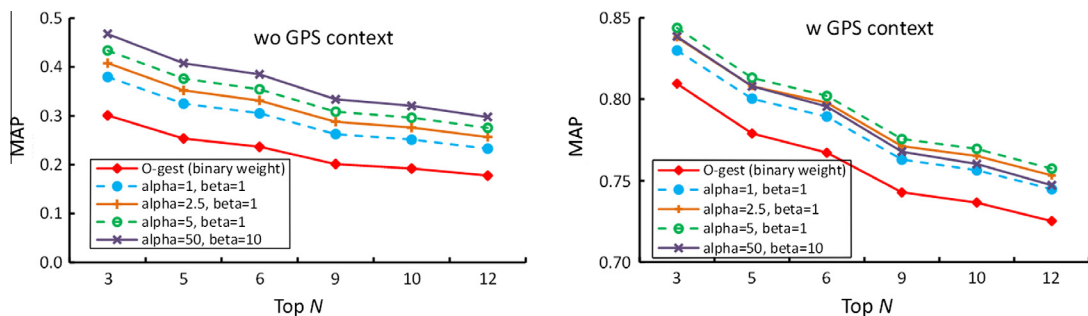 wo GPS context
MAP
0.5
0.4
0.3
0.2
0.1
0.0
O-gest (binary weight)
alpha=1, beta=1
alpha=2.5, beta=1
alpha=5, beta=1
alpha=50, beta=10
3 5 6 9 10 12
Top N
w GPS context
MAP
0.85
0.80
0.75
0.70
O-gest (binary weight)
alpha=1, beta=1
alpha=2.5, beta=1
alpha=5, beta=1
alpha=50, beta=10
3 5 6 9 10 12
Top N